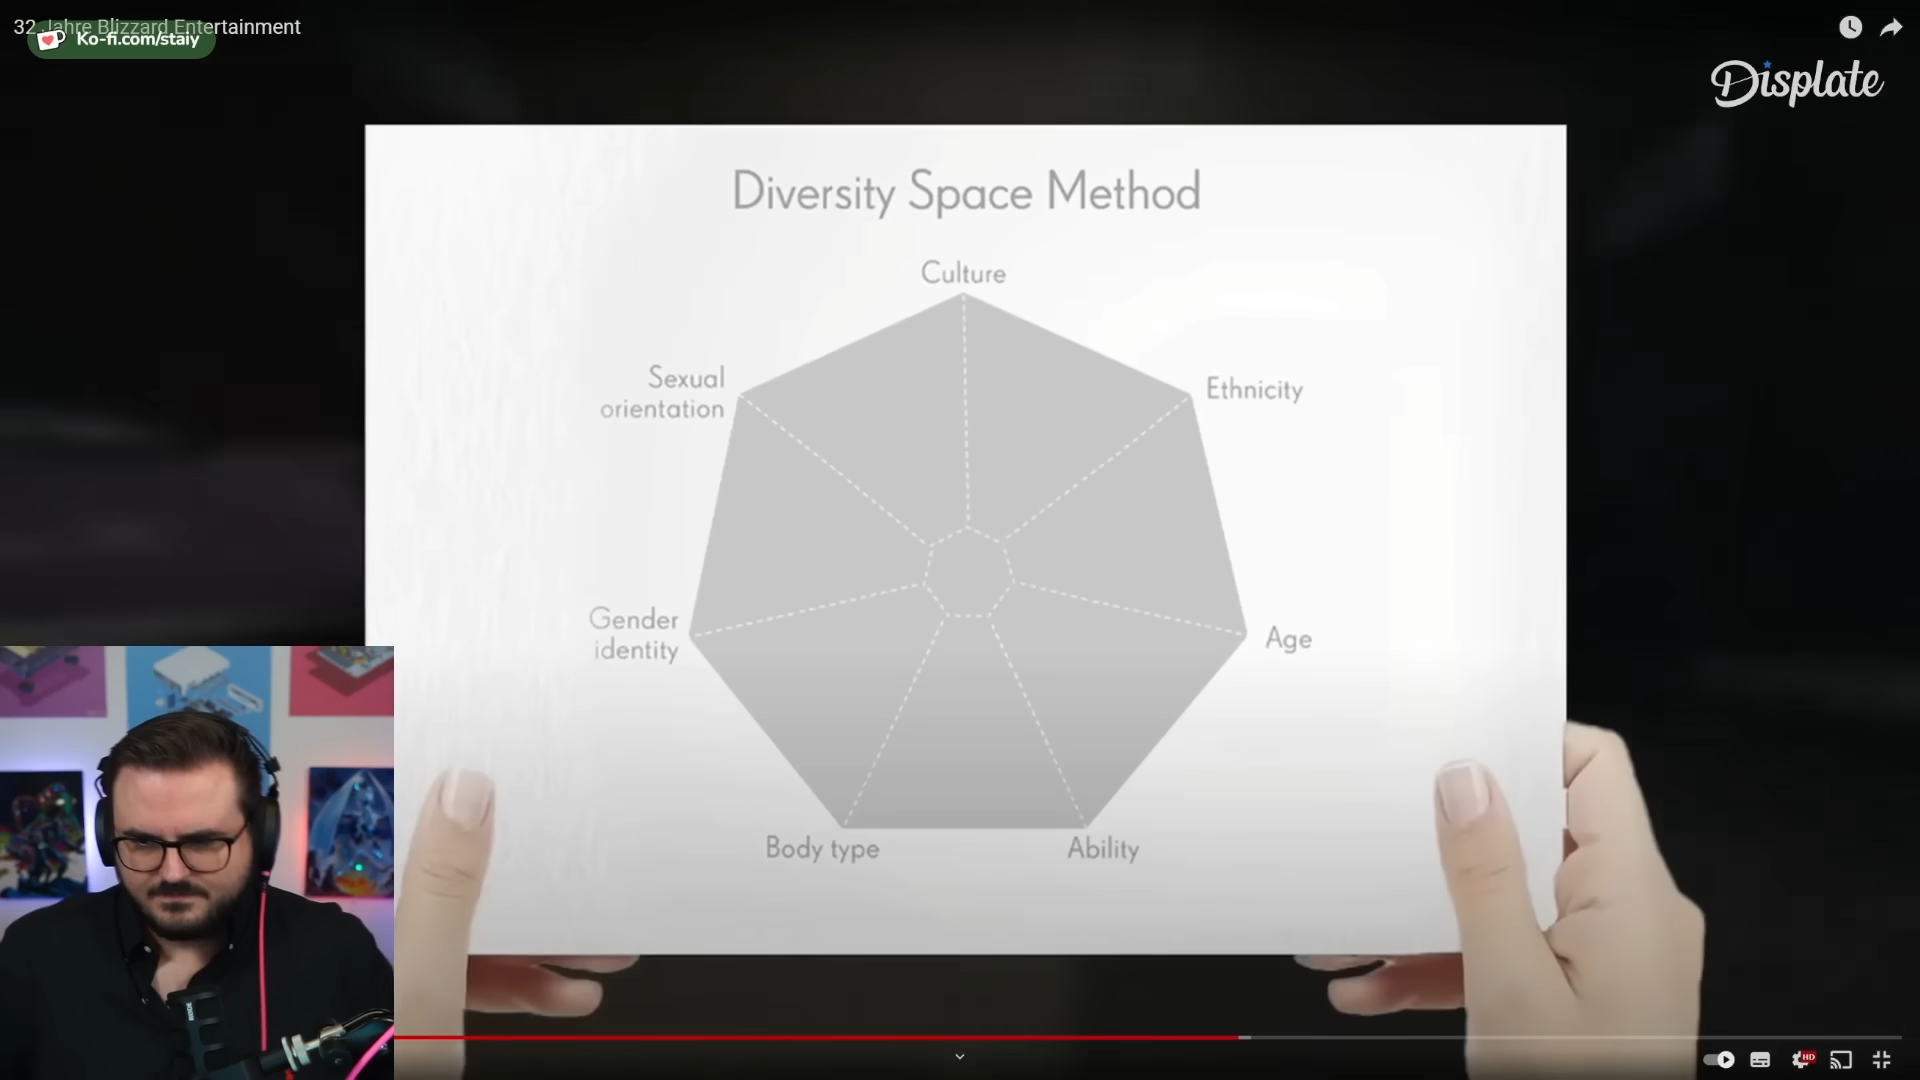 32 Jahre Blizzard Entertainment
Ko-fi.com/staiy
Displate
Diversity Space Method
Culture
Sexual
orientation
Ethnicity
Gender
identity
Age
Body type
Ability
HD